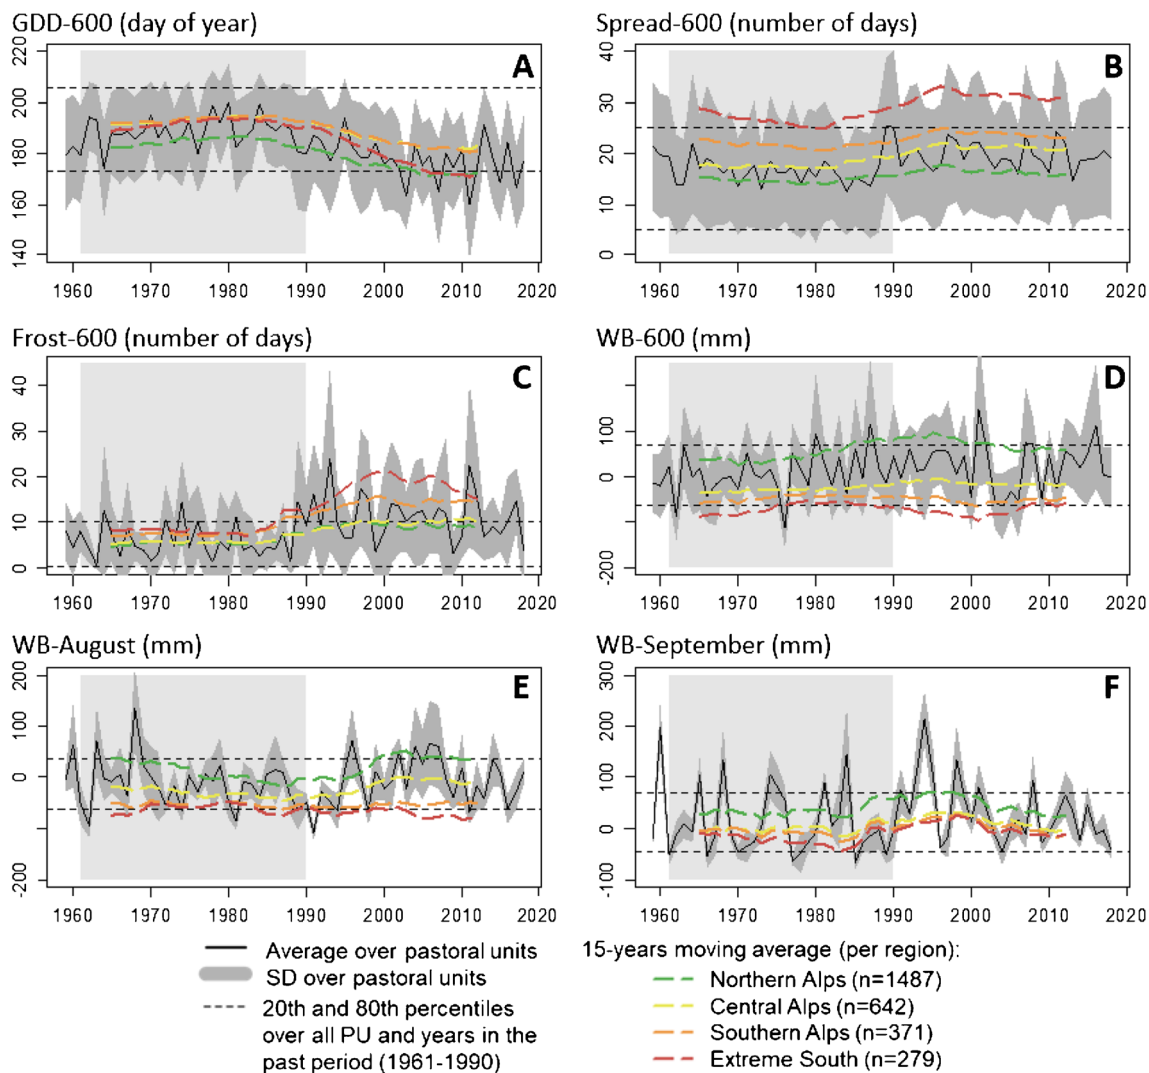 GDD-600 (day of year)
A
220
200
180
160
140
1960 1970 1980 1990 2000 2010 2020
Spread-600 (number of days)
B
40
30
20
10
0
1960 1970 1980 1990 2000 2010 2020
Frost-600 (number of days)
C
40
30
20
10
0
1960 1970 1980 1990 2000 2010 2020
WB-600 (mm)
D
100
0
-200
1960 1970 1980 1990 2000 2010 2020
WB-August (mm)
E
200
100
0
-200
1960 1970 1980 1990 2000 2010 2020
WB-September (mm)
F
300
200
100
0
-100
1960 1970 1980 1990 2000 2010 2020
Average over pastoral units
SD over pastoral units
20th and 80th percentiles
over all PU and years in the
past period (1961-1990)
15-years moving average (per region):
Northern Alps (n=1487)
Central Alps (n=642)
Southern Alps (n=371)
Extreme South (n=279)